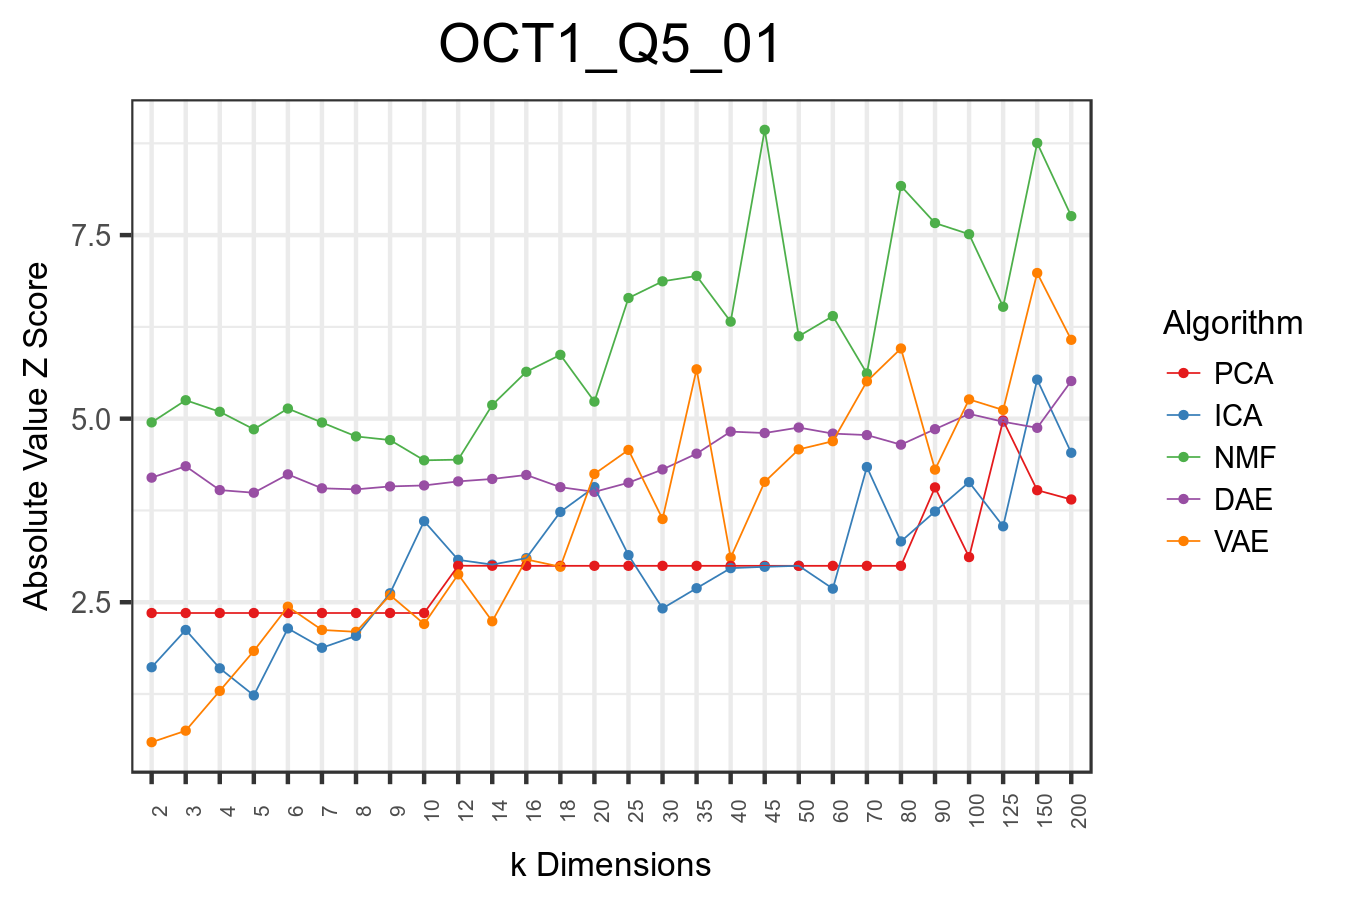 OCT1_Q5_01
Absolute Value Z Score
7.5
5.0
2.5
2 3 4 5 6 7 8 9 10 12 14 16 18 20 25 30 35 40 45 50 60 70 80 90 100 125 150 200
k Dimensions
Algorithm
PCA
ICA
NMF
DAE
VAE